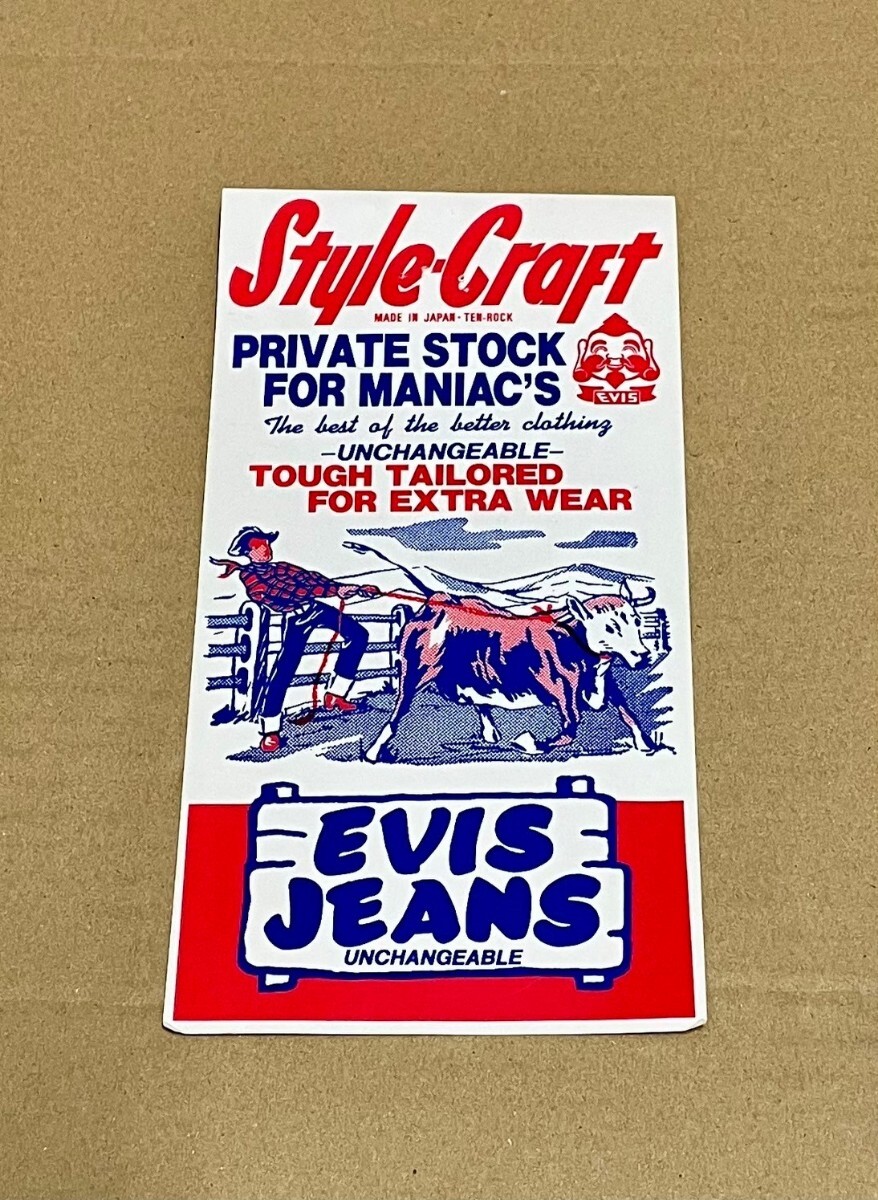 Style-Craft
MADE IN JAPAN·TEN-ROCK
PRIVATE STOCK
FOR MANIAC'S
EVIS
The best of the better clothing
-UNCHANGEABLE-
TOUGH TAILORED
FOR EXTRA WEAR
EVIS
JEANS
UNCHANGEABLE